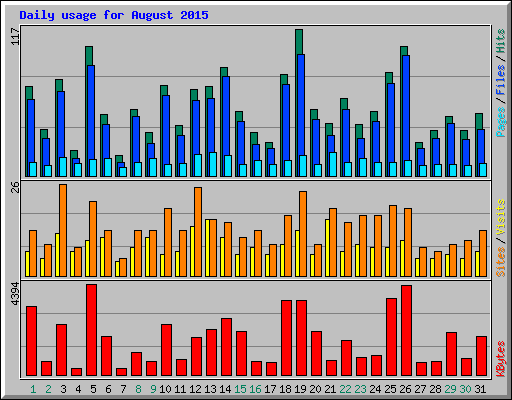 Daily usage for August 2015
117
Pages / Files / Hits
26
Sites / Visits
4394
KBytes
1 2 3 4 5 6 7 8 9 10 11 12 13 14 15 16 17 18 19 20 21 22 23 24 25 26 27 28 29 30 31